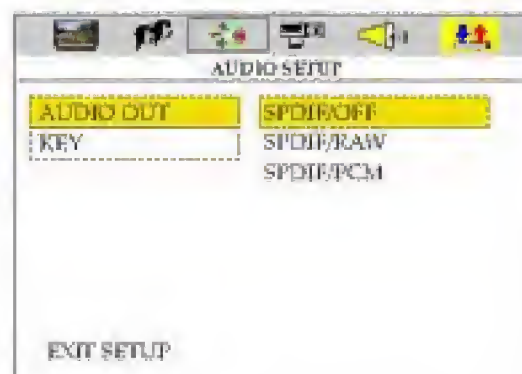 AUDIO SETUP
AUDIO OUT
KEY
SPDIF/OFF
SPDIF/RAW
SPDIF/PCM
EXIT SETUP